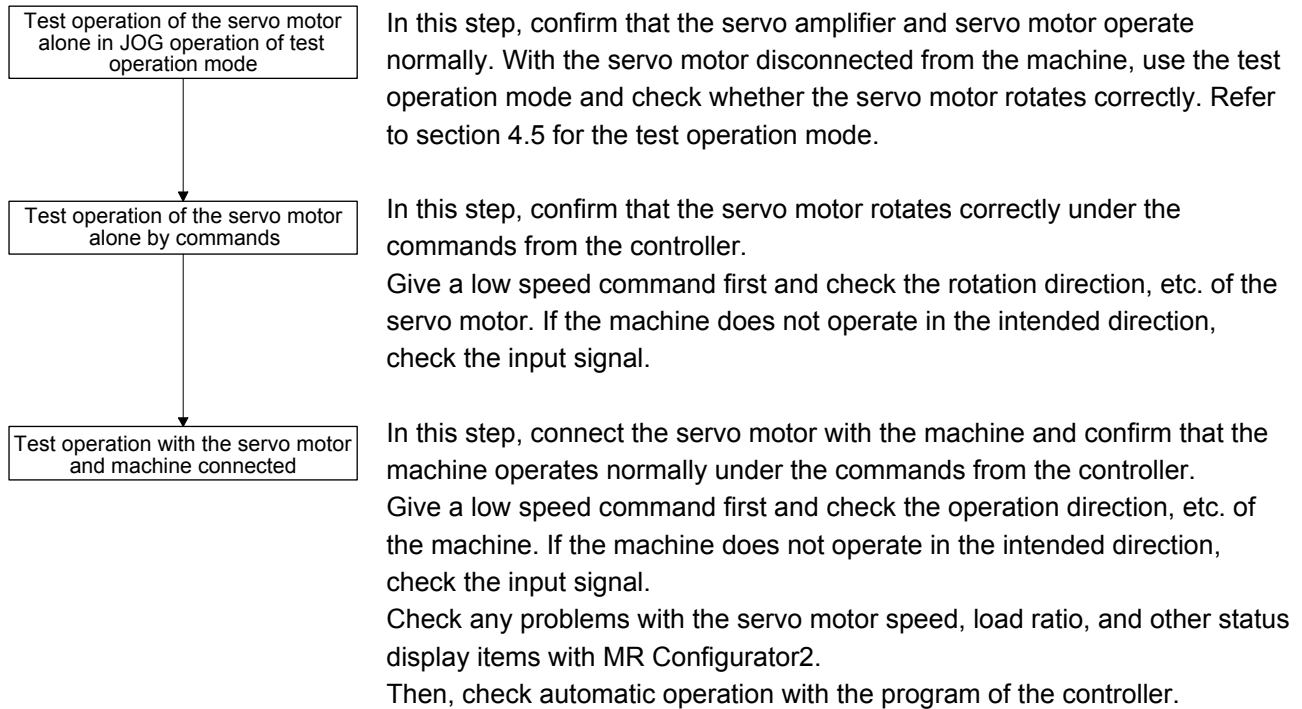 Test operation of the servo motor
alone in JOG operation of test
operation mode
In this step, confirm that the servo amplifier and servo motor operate
normally. With the servo motor disconnected from the machine, use the test
operation mode and check whether the servo motor rotates correctly. Refer
to section 4.5 for the test operation mode.
Test operation of the servo motor
alone by commands
In this step, confirm that the servo motor rotates correctly under the
commands from the controller.
Give a low speed command first and check the rotation direction, etc. of the
servo motor. If the machine does not operate in the intended direction,
check the input signal.
Test operation with the servo motor
and machine connected
In this step, connect the servo motor with the machine and confirm that the
machine operates normally under the commands from the controller.
Give a low speed command first and check the operation direction, etc. of
the machine. If the machine does not operate in the intended direction,
check the input signal.
Check any problems with the servo motor speed, load ratio, and other status
display items with MR Configurator2.
Then, check automatic operation with the program of the controller.